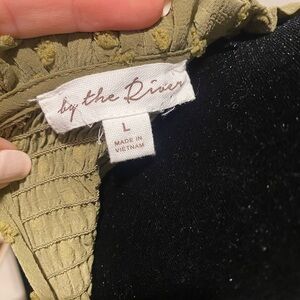 by the River
L
MADE IN
VIETNAM